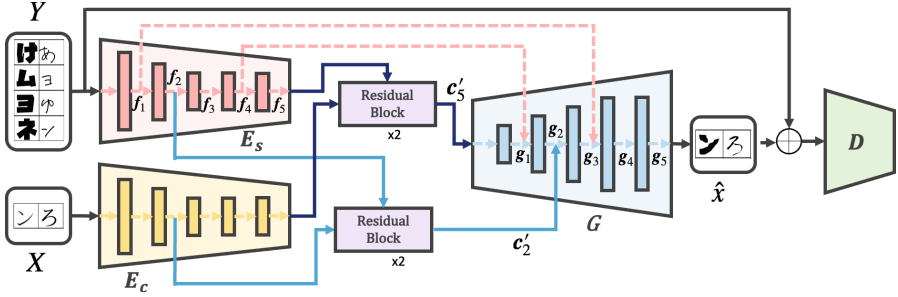 Y
けあ
ムヨ
ヨゆ
ネン
f₁
f₂
f₃
f₄
f₅
Eₛ
Residual
Block
x2
c′₅
g₁
g₂
g₃
g₄
g₅
G
ンろ
x̂
D
ンろ
X
E_c
Residual
Block
x2
c′₂